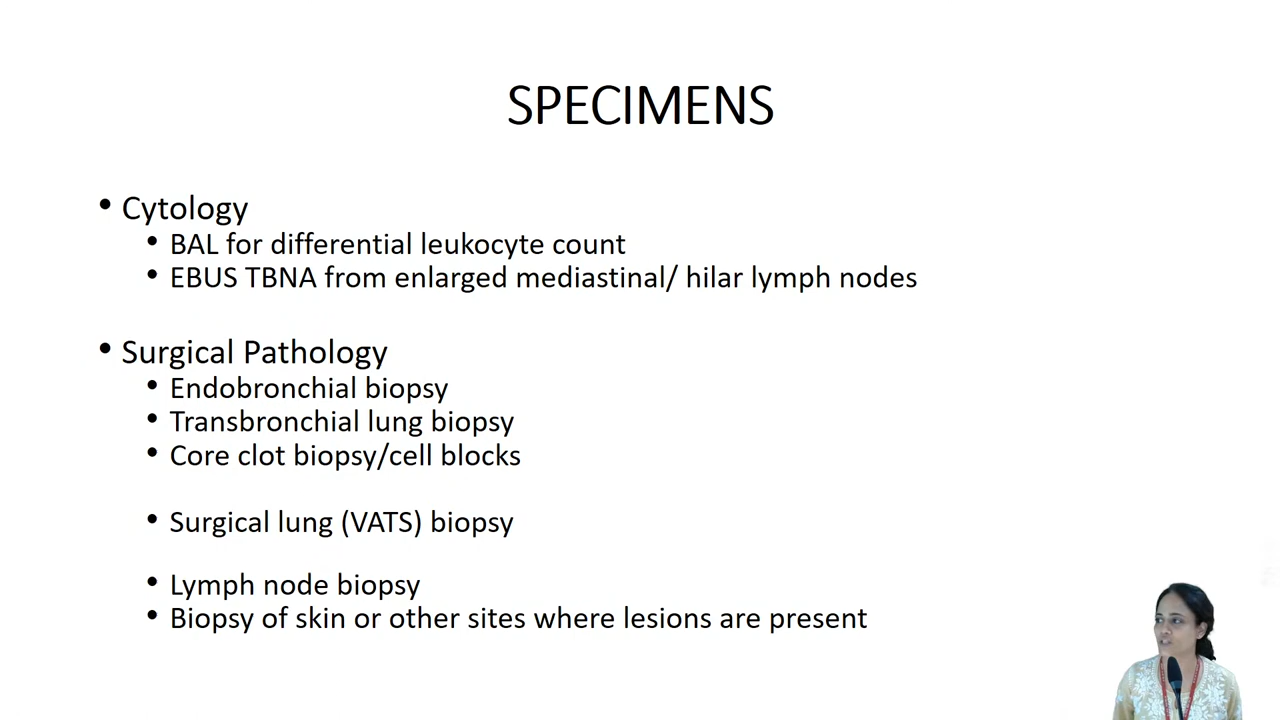 SPECIMENS
• Cytology
• BAL for differential leukocyte count
• EBUS TBNA from enlarged mediastinal/ hilar lymph nodes
• Surgical Pathology
• Endobronchial biopsy
• Transbronchial lung biopsy
• Core clot biopsy/cell blocks
• Surgical lung (VATS) biopsy
• Lymph node biopsy
• Biopsy of skin or other sites where lesions are present